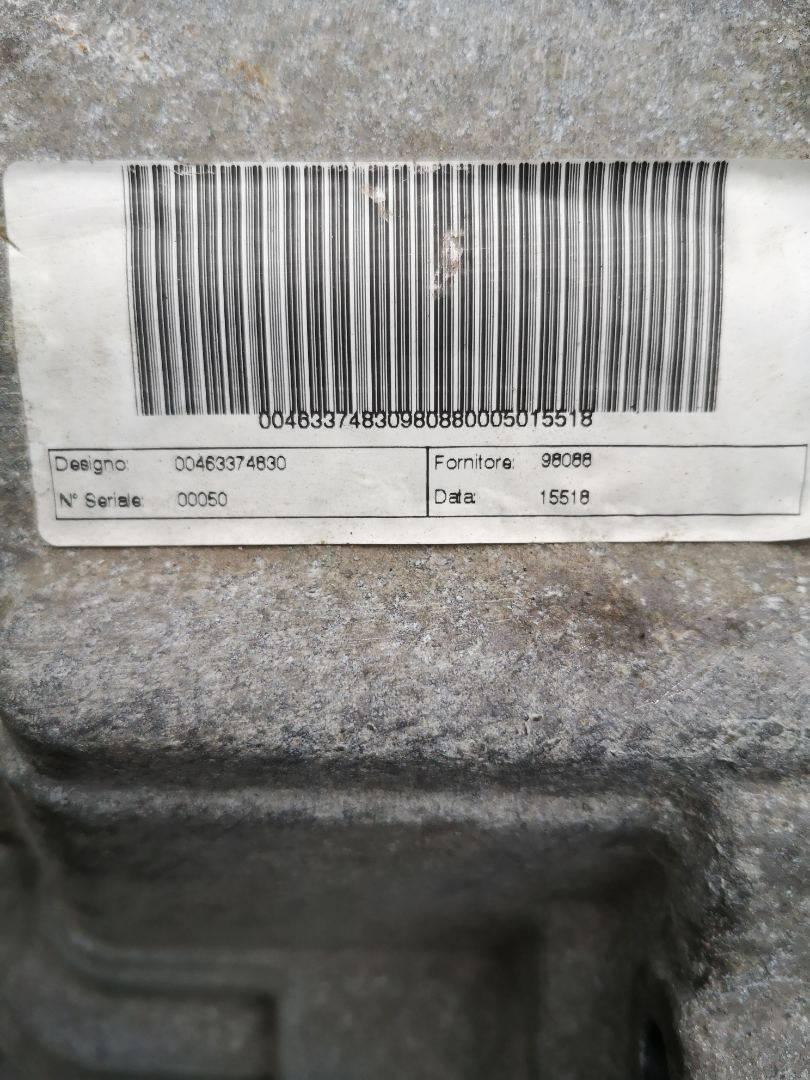 00463374830980880005015518
Designo: 00463374830 Fornitore: 98088
N° Seriale: 00050 Data: 15518